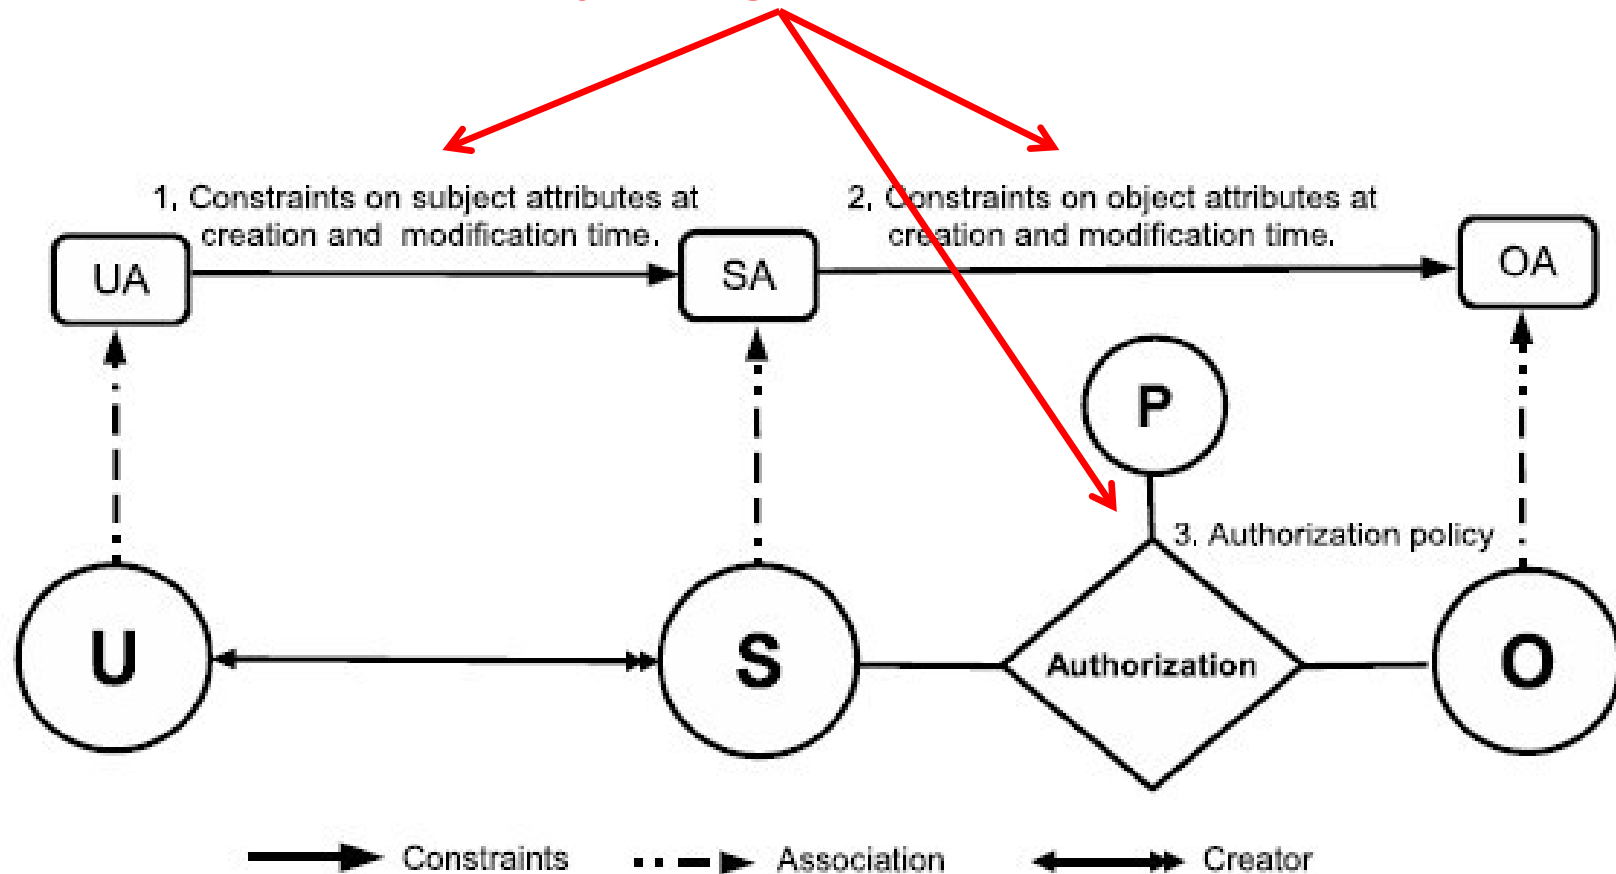 1. Constraints on subject attributes at
creation and modification time.
2. Constraints on object attributes at
creation and modification time.
UA
SA
OA
P
3. Authorization policy
U
S
Authorization
O
Constraints
Association
Creator